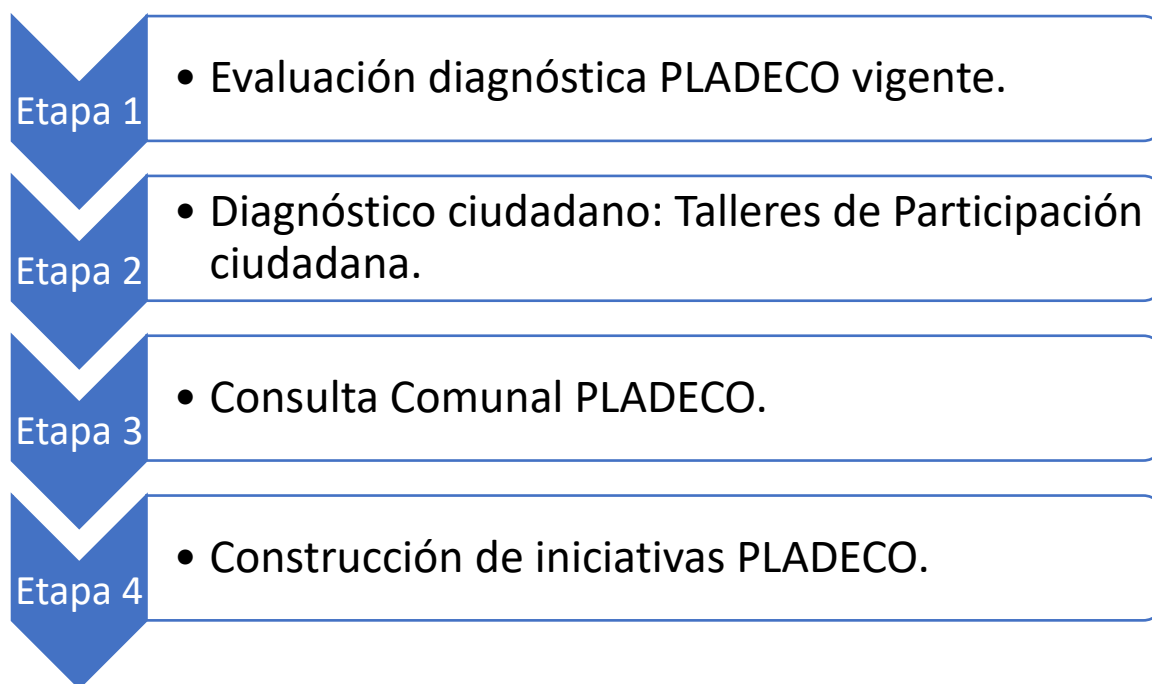 Etapa 1
• Evaluación diagnóstica PLADECO vigente.
Etapa 2
• Diagnóstico ciudadano: Talleres de Participación
ciudadana.
Etapa 3
• Consulta Comunal PLADECO.
Etapa 4
• Construcción de iniciativas PLADECO.